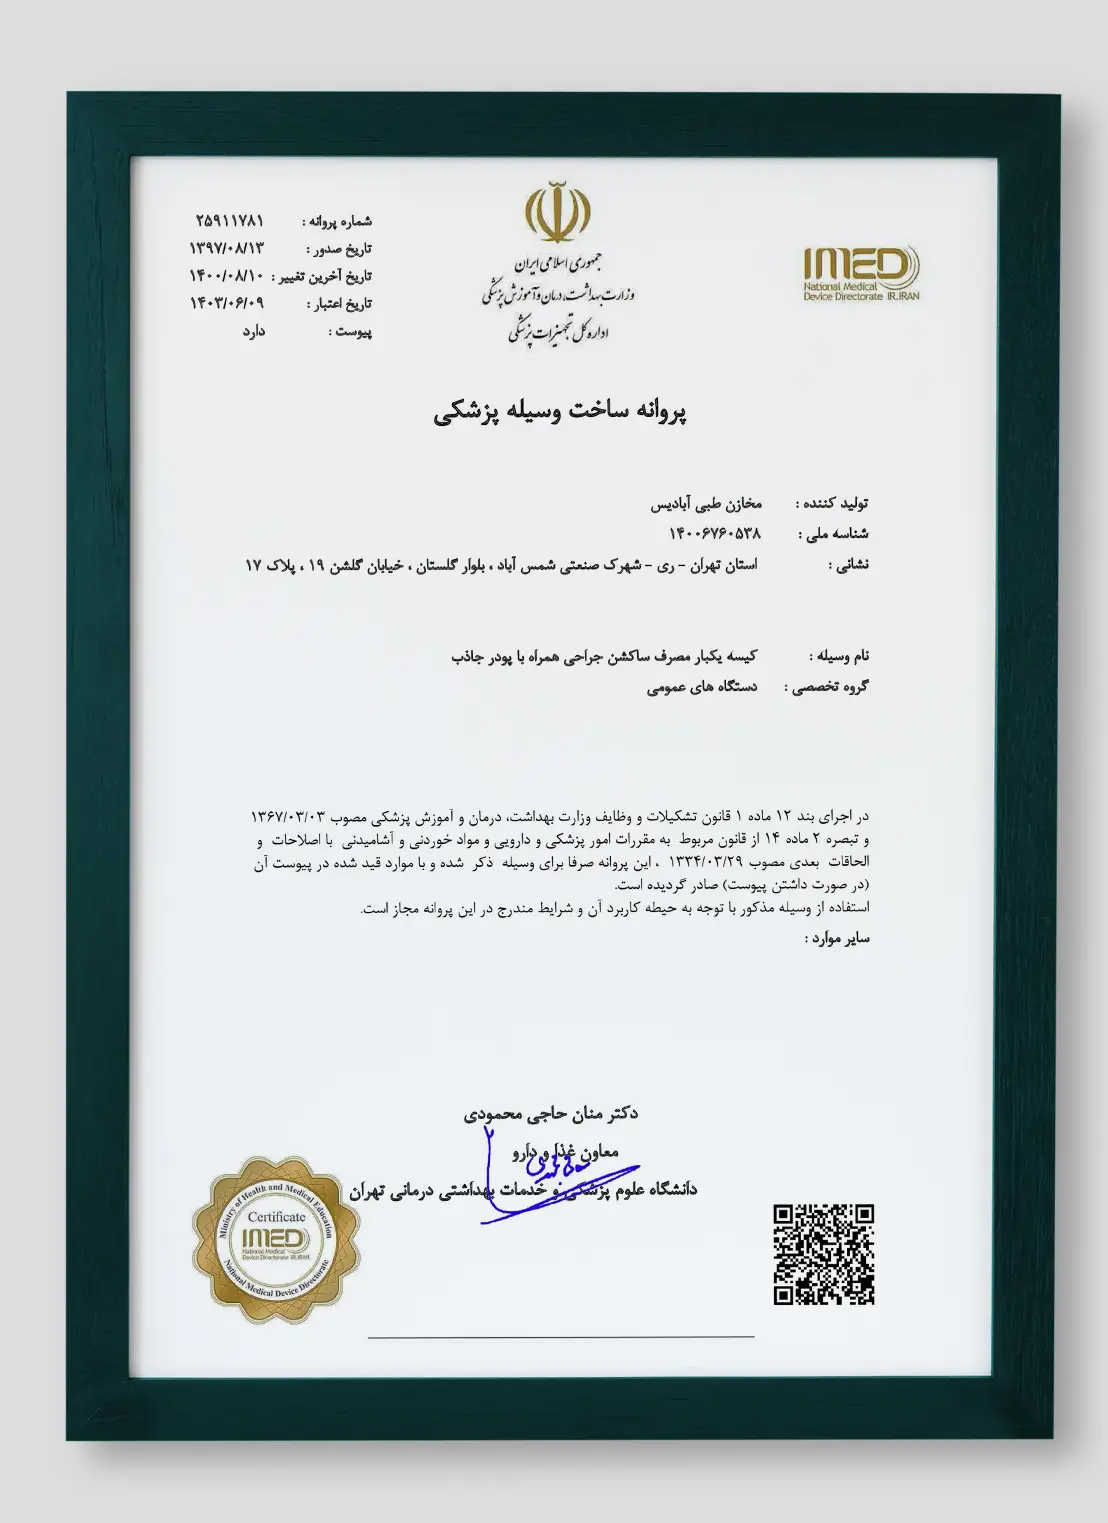 جمهوری اسلامی ایران
وزارت بهداشت، درمان و آموزش پزشکی
اداره کل تجهیزات پزشکی
شماره پروانه : ۲۵۹۱۱۷۸۱
تاریخ صدور : ۱۳۹۷/۰۸/۱۳
تاریخ آخرین تغییر : ۱۴۰۰/۰۸/۱۰
تاریخ اعتبار : ۱۴۰۳/۰۶/۰۹
پیوست : دارد
IMED
National Medical
Device Directorate IR.IRAN
پروانه ساخت وسیله پزشکی
تولید کننده : مخازن طبی آبادیس
شناسه ملی : ۱۴۰۰۶۷۶۰۵۳۸
نشانی : استان تهران - ری - شهرک صنعتی شمس آباد ، بلوار گلستان ، خیابان گلشن ۱۹ ، پلاک ۱۷
نام وسیله : کیسه یکبار مصرف ساکشن جراحی همراه با پودر جاذب
گروه تخصصی : دستگاه های عمومی
در اجرای بند ۱۲ ماده ۱ قانون تشکیلات و وظایف وزارت بهداشت، درمان و آموزش پزشکی مصوب ۱۳۶۷/۰۳/۰۳
و تبصره ۲ ماده ۱۴ از قانون مربوط به مقررات امور پزشکی و دارویی و مواد خوردنی و آشامیدنی با اصلاحات و
الحاقات بعدی مصوب ۱۳۳۴/۰۳/۲۹ ، این پروانه صرفا برای وسیله ذکر شده و با موارد قید شده در پیوست آن
(در صورت داشتن پیوست) صادر گردیده است.
استفاده از وسیله مذکور با توجه به حیطه کاربرد آن و شرایط مندرج در این پروانه مجاز است.
سایر موارد :
دکتر منان حاجی محمودی
معاون غذا و دارو
دانشگاه علوم پزشکی و خدمات بهداشتی درمانی تهران
Ministry of Health and Medical Education
Certificate
IMED
National Medical
Device Directorate IR.IRAN
National Medical Device Directorate